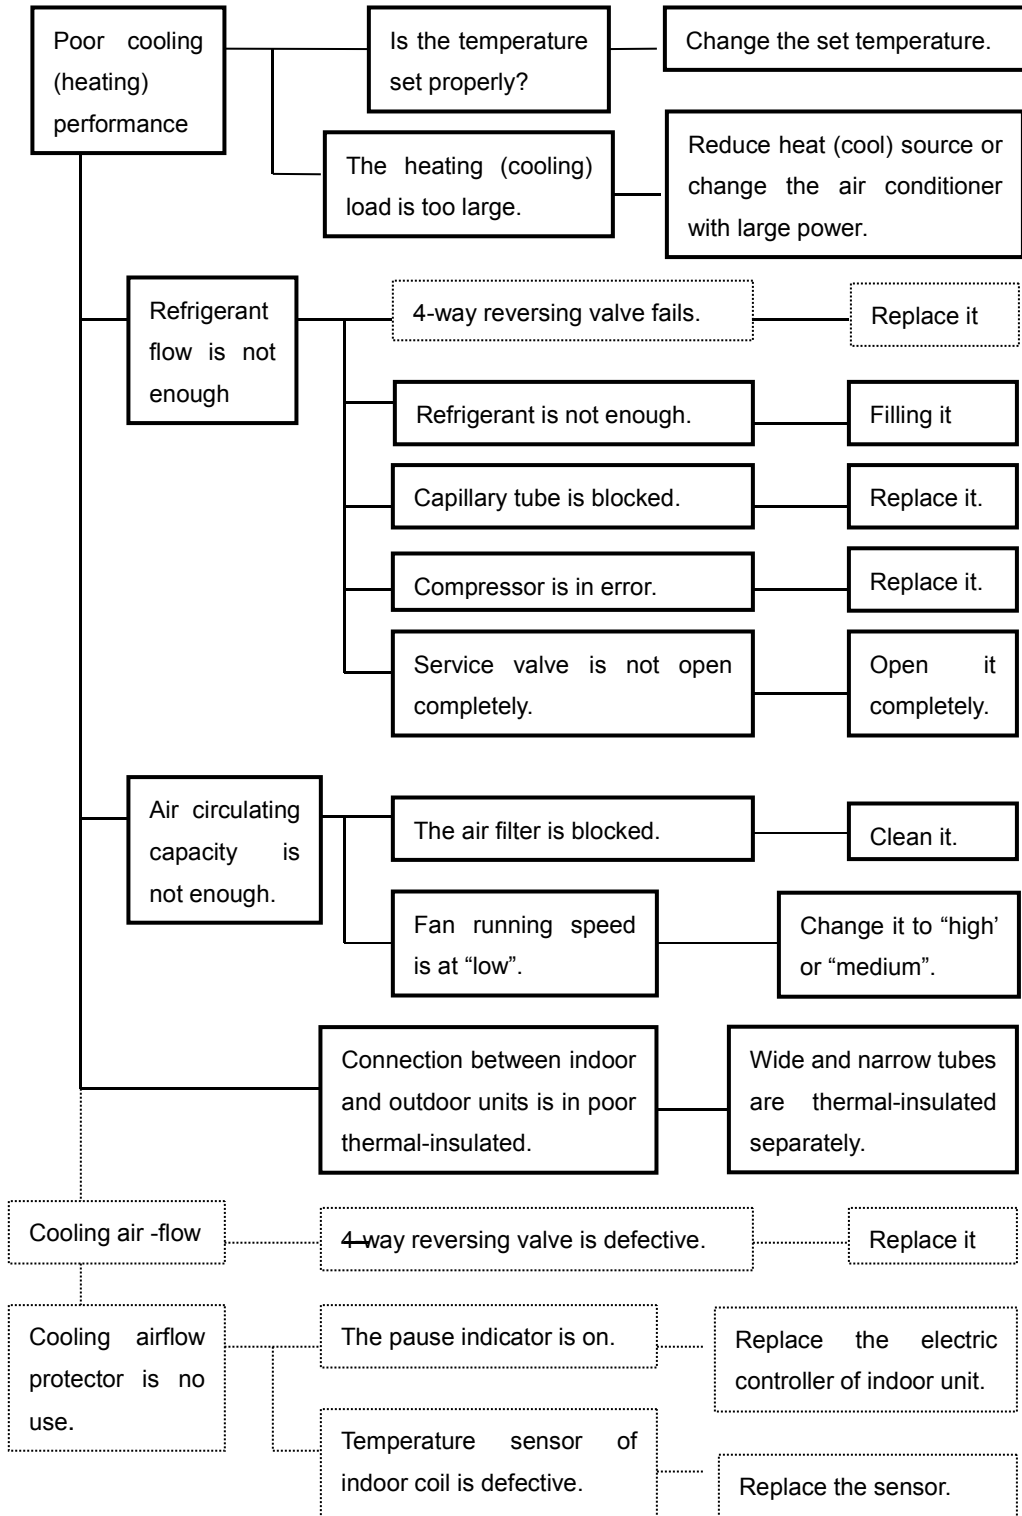 Poor cooling
(heating)
performance
Is the temperature
set properly?
Change the set temperature.
The heating (cooling)
load is too large.
Reduce heat (cool) source or
change the air conditioner
with large power.
Refrigerant
flow is not
enough
4-way reversing valve fails.
Replace it
Refrigerant is not enough.
Filling it
Capillary tube is blocked.
Replace it.
Compressor is in error.
Replace it.
Service valve is not open
completely.
Open it
completely.
Air circulating
capacity is
not enough.
The air filter is blocked.
Clean it.
Fan running speed
is at “low”.
Change it to “high’
or “medium”.
Connection between indoor
and outdoor units is in poor
thermal-insulated.
Wide and narrow tubes
are thermal-insulated
separately.
Cooling air -flow
4-way reversing valve is defective.
Replace it
Cooling airflow
protector is no
use.
The pause indicator is on.
Replace the electric
controller of indoor unit.
Temperature sensor of
indoor coil is defective.
Replace the sensor.